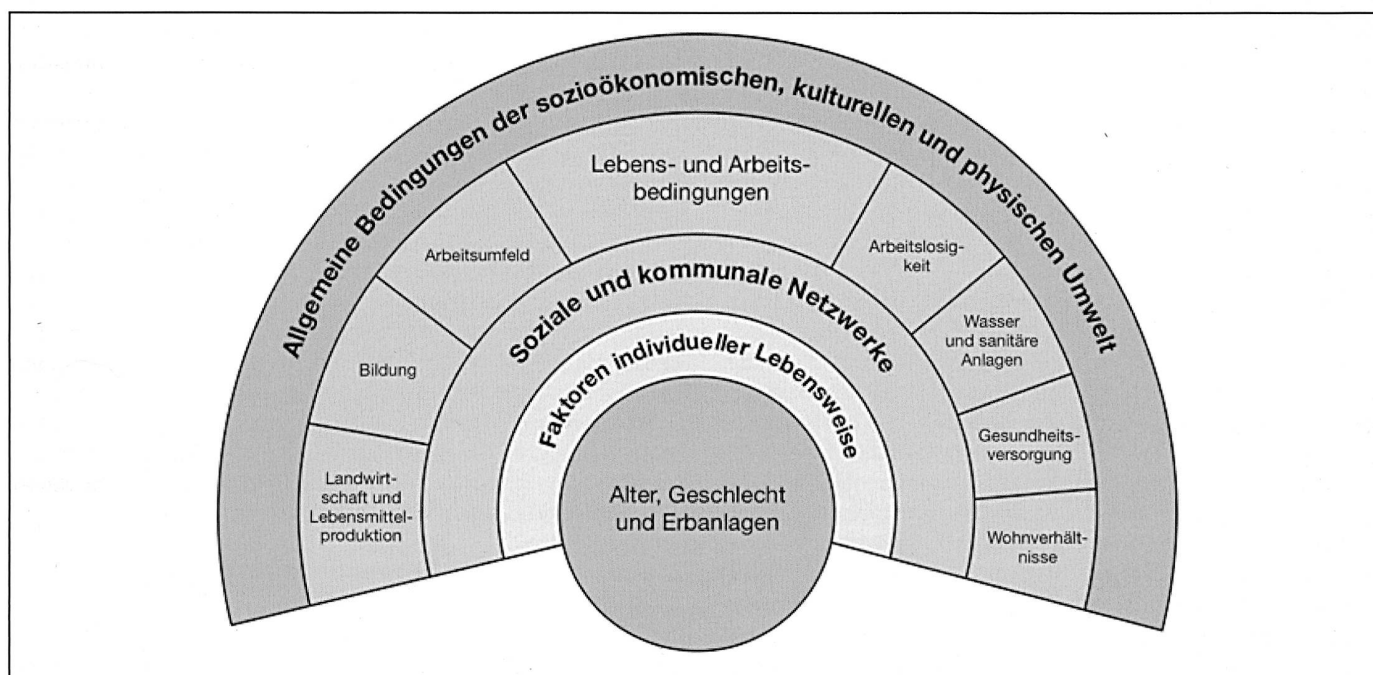 Allgemeine Bedingungen der sozioökonomischen, kulturellen und physischen Umwelt
Lebens- und Arbeits-
bedingungen
Arbeitsumfeld
Bildung
Landwirt-
schaft und
Lebensmittel-
produktion
Arbeitslosig-
keit
Wasser
und sanitäre
Anlagen
Gesundheits-
versorgung
Wohnverhält-
nisse
Soziale und kommunale Netzwerke
Faktoren individueller Lebensweise
Alter, Geschlecht
und Erbanlagen